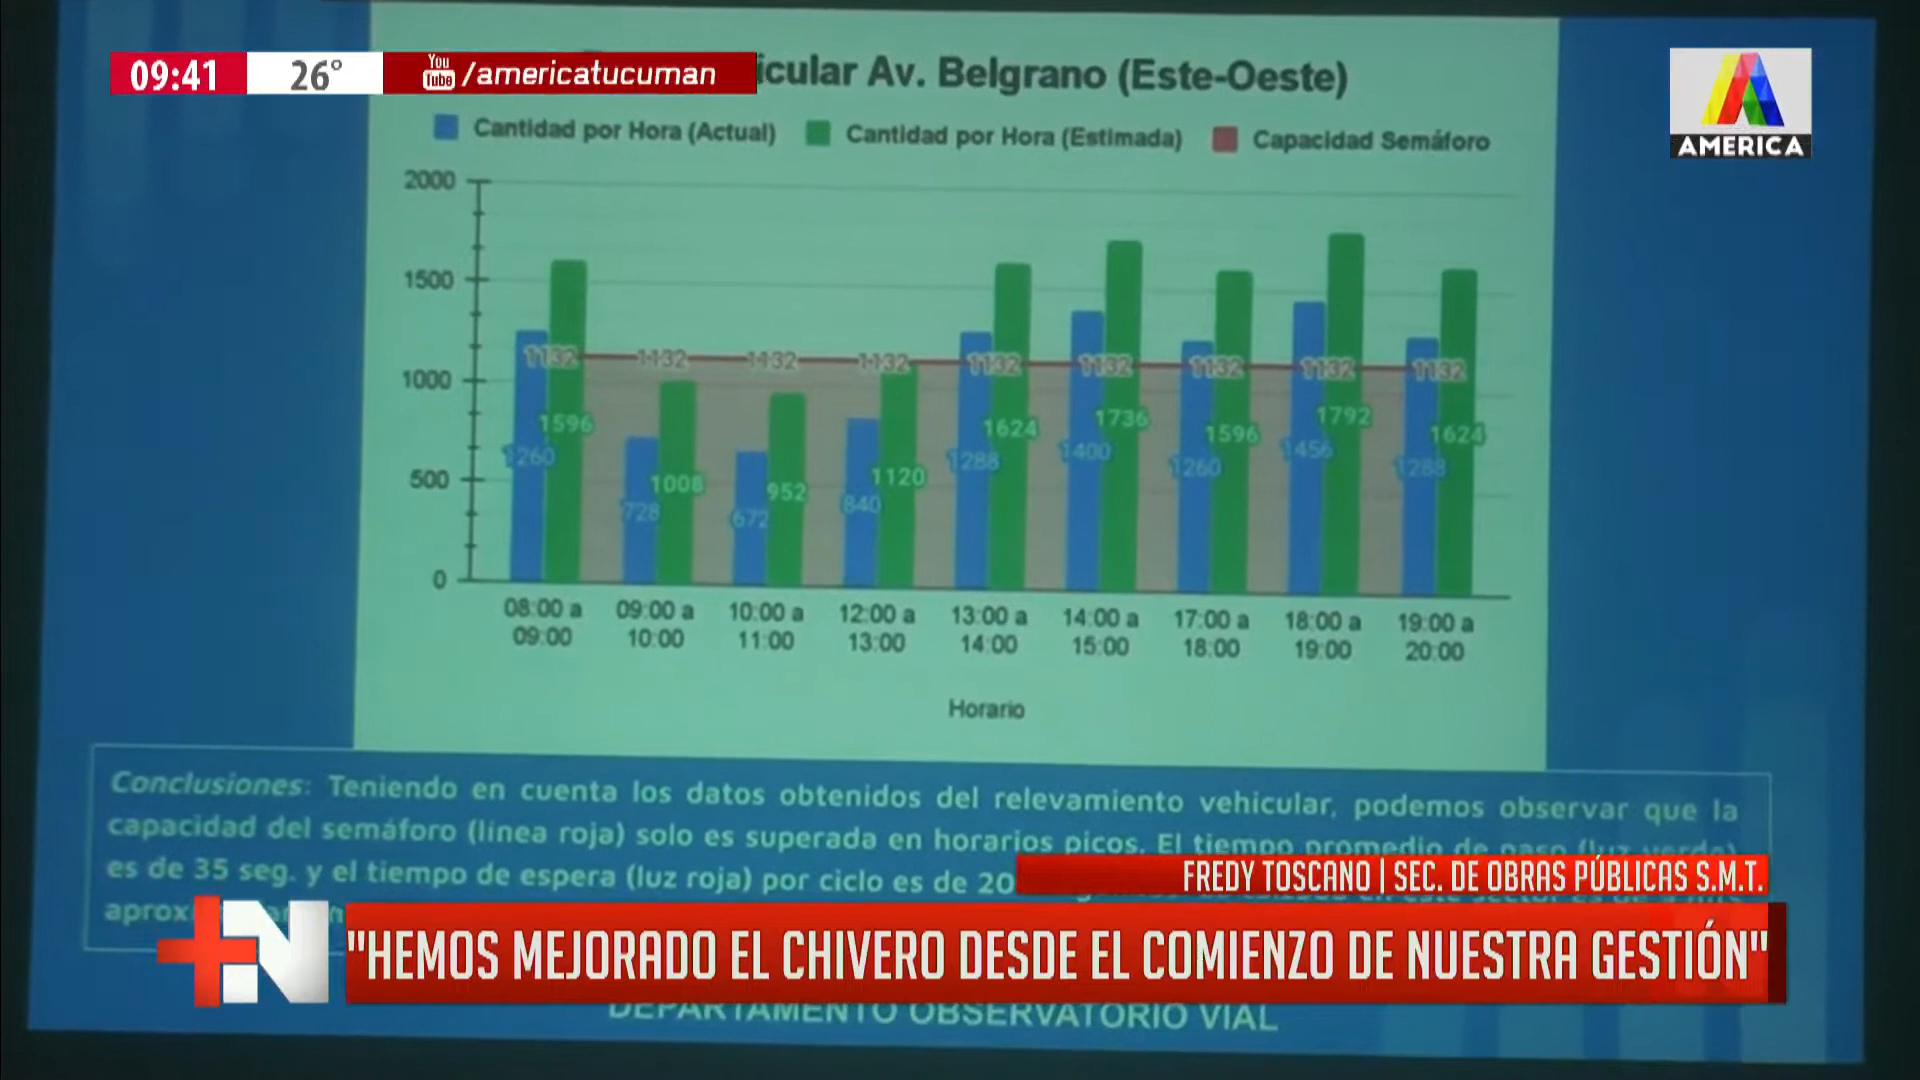 09:41
26°
You Tube /americatucuman
icular Av. Belgrano (Este-Oeste)
AMERICA
Cantidad por Hora (Actual)
Cantidad por Hora (Estimada)
Capacidad Semáforo
2000
1500
1000
500
0
1132 1132 1132 1132 1132 1132 1132 1132 1132
1596 1008 952 1120 1624 1736 1596 1792 1624
1260 728 672 840 1288 1400 1260 1456 1288
08:00 a 09:00 a 10:00 a 12:00 a 13:00 a 14:00 a 17:00 a 18:00 a 19:00 a
09:00 10:00 11:00 13:00 14:00 15:00 18:00 19:00 20:00
Horario
Conclusiones: Teniendo en cuenta los datos obtenidos del relevamiento vehicular, podemos observar que la
capacidad del semáforo (línea roja) solo es superada en horarios picos. El tiempo promedio de paso (luz verde)
es de 35 seg. y el tiempo de espera (luz roja) por ciclo es de 20
FREDY TOSCANO | SEC. DE OBRAS PÚBLICAS S.M.T.
+N
"HEMOS MEJORADO EL CHIVERO DESDE EL COMIENZO DE NUESTRA GESTIÓN"
DEPARTAMENTO OBSERVATORIO VIAL